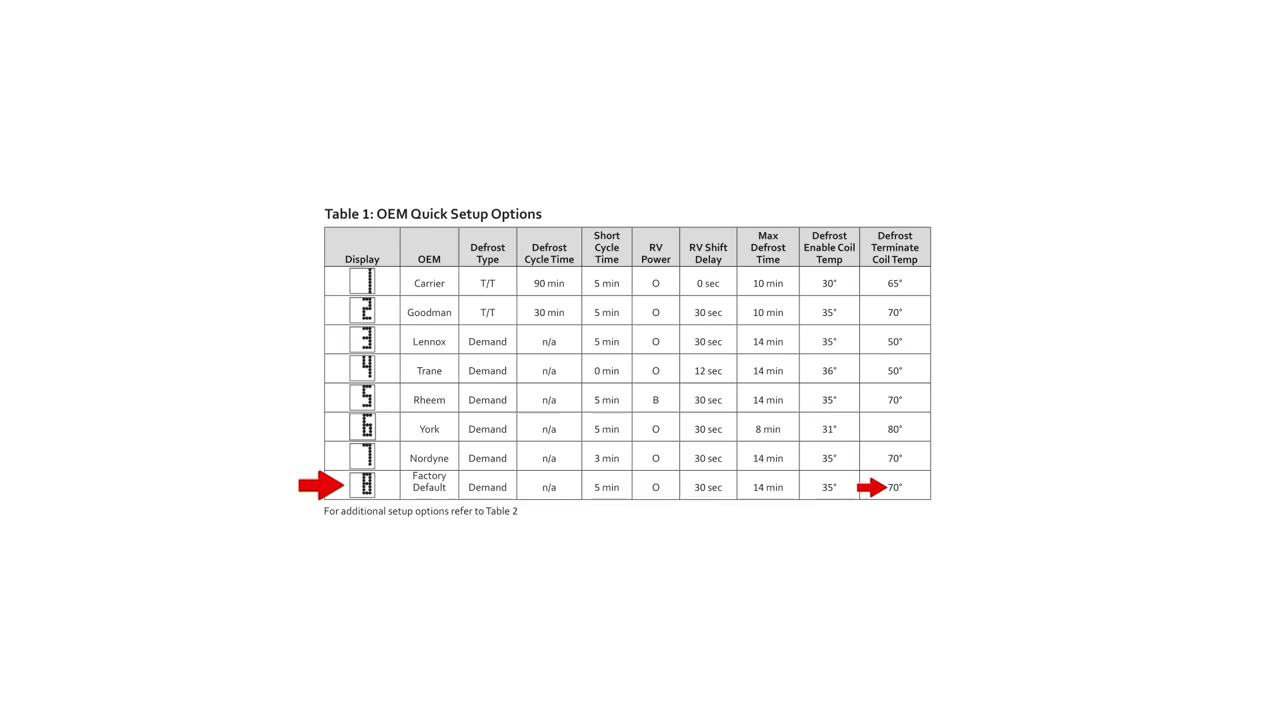 Table 1: OEM Quick Setup Options
Display OEM Defrost Type Defrost Cycle Time Short Cycle Time RV Power RV Shift Delay Max Defrost Time Defrost Enable Coil Temp Defrost Terminate Coil Temp
1 Carrier T/T 90 min 5 min O 0 sec 10 min 30° 65°
2 Goodman T/T 30 min 5 min O 30 sec 10 min 35° 70°
3 Lennox Demand n/a 5 min O 30 sec 14 min 35° 50°
4 Trane Demand n/a 0 min O 12 sec 14 min 36° 50°
5 Rheem Demand n/a 5 min B 30 sec 14 min 35° 70°
6 York Demand n/a 5 min O 30 sec 8 min 31° 80°
7 Nordyne Demand n/a 3 min O 30 sec 14 min 35° 70°
8 Factory Default Demand n/a 5 min O 30 sec 14 min 35° 70°
For additional setup options refer to Table 2